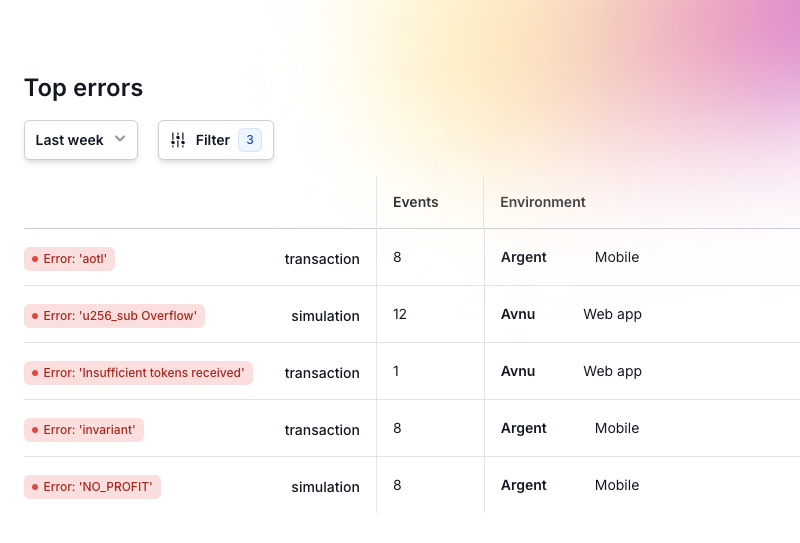 Top errors
Last week Filter 3
Events Environment
Error: 'aotl' transaction 8 Argent Mobile
Error: 'u256_sub Overflow' simulation 12 Avnu Web app
Error: 'Insufficient tokens received' transaction 1 Avnu Web app
Error: 'invariant' transaction 8 Argent Mobile
Error: 'NO_PROFIT' simulation 8 Argent Mobile